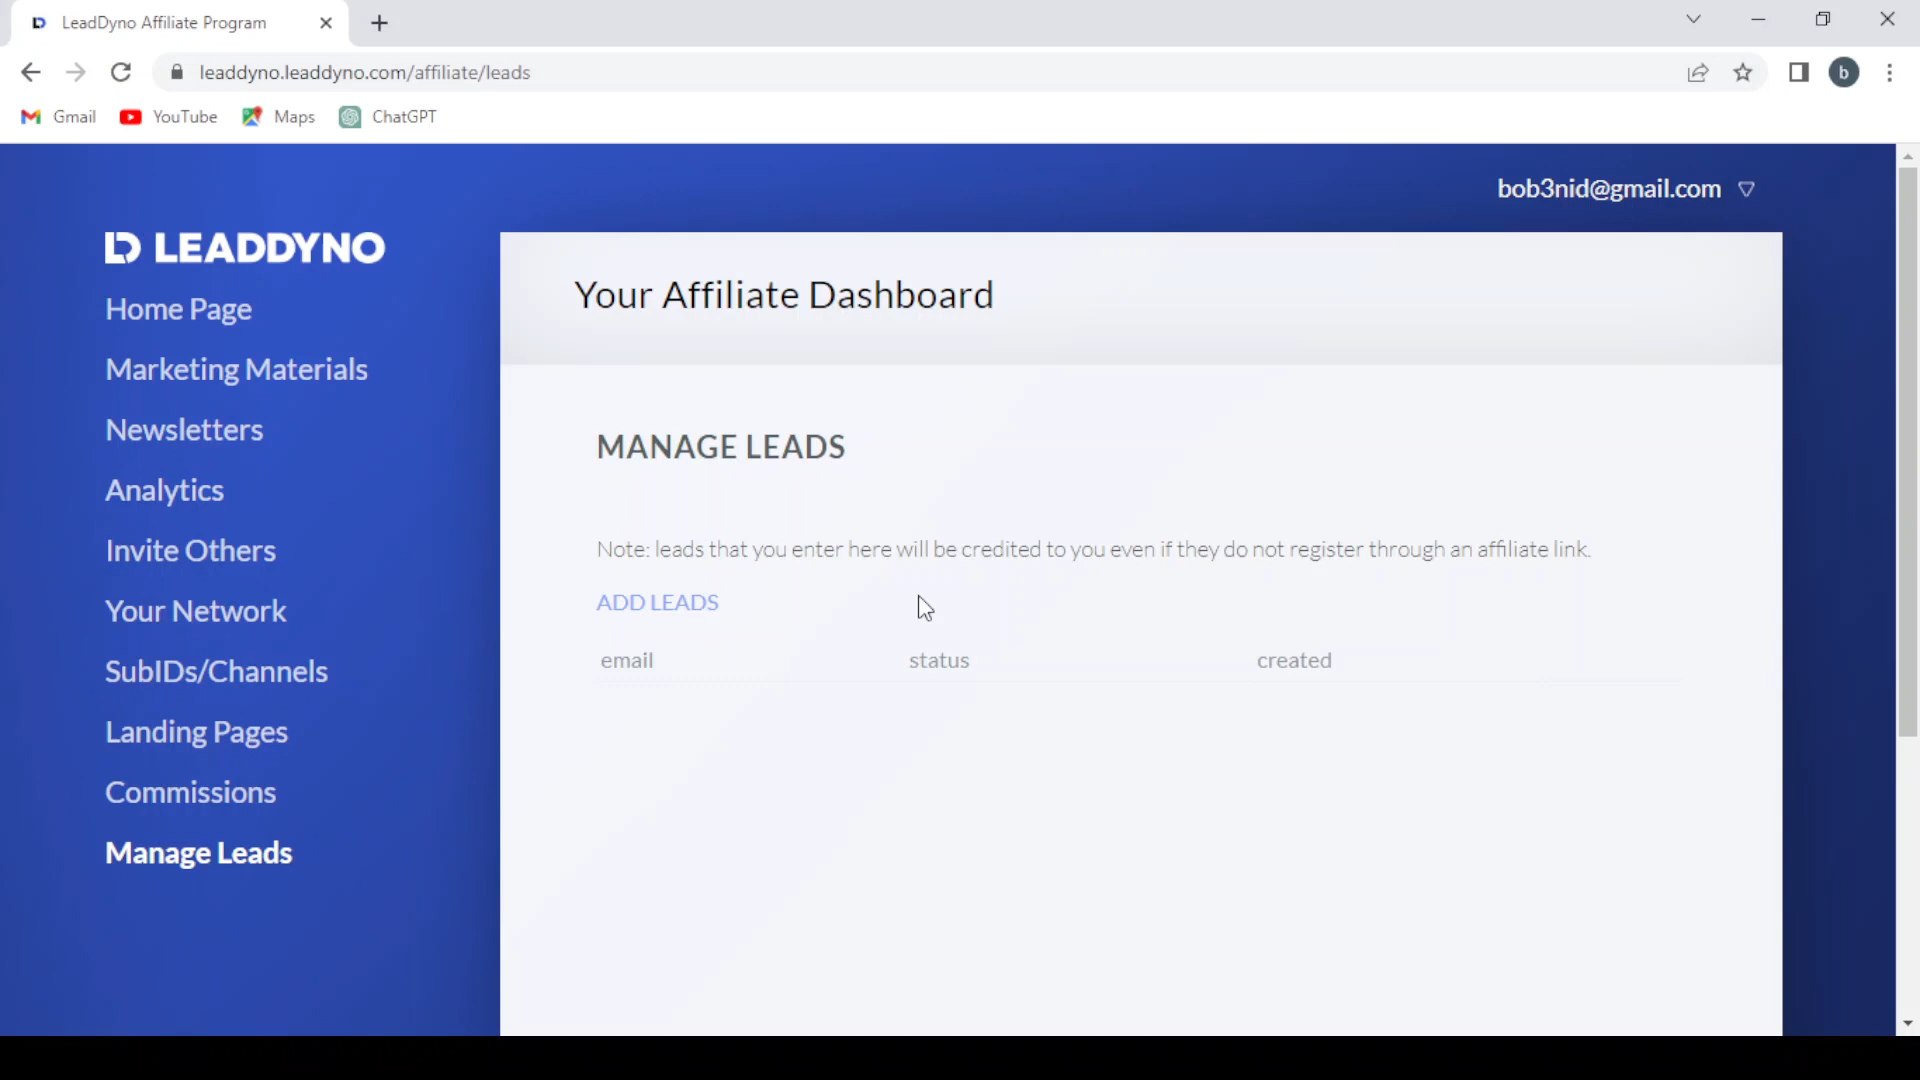 LeadDyno Affiliate Program
leaddyno.leaddyno.com/affiliate/leads
b
Gmail
YouTube
Maps
ChatGPT
bob3nid@gmail.com
LEADDYNO
Home Page
Marketing Materials
Newsletters
Analytics
Invite Others
Your Network
SubIDs/Channels
Landing Pages
Commissions
Manage Leads
Your Affiliate Dashboard
MANAGE LEADS
Note: leads that you enter here will be credited to you even if they do not register through an affiliate link.
ADD LEADS
email status created